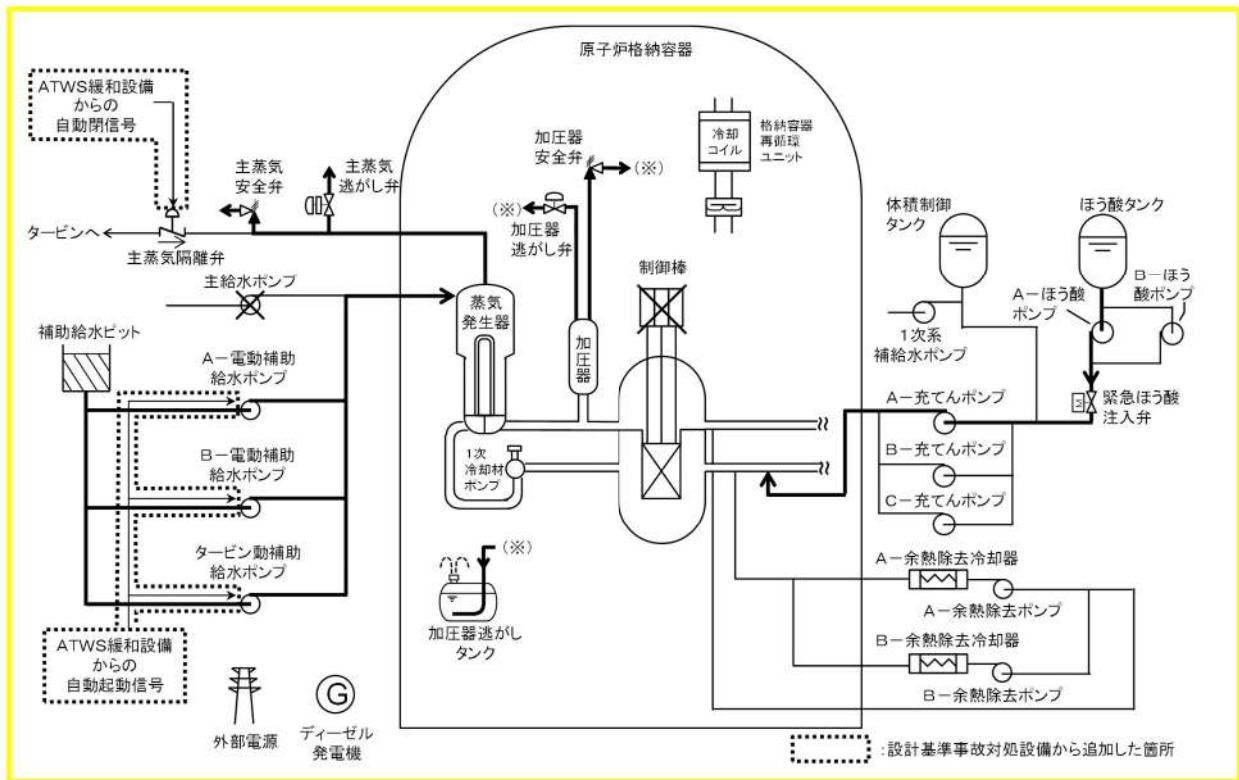 原子炉格納容器
ATWS緩和設備
からの
自動閉信号
主蒸気
安全弁
主蒸気
逃がし弁
タービンへ
主蒸気隔離弁
加圧器
安全弁
(※)
(※)
加圧器
逃がし弁
冷却
コイル
格納容器
再循環
ユニット
体積制御
タンク
ほう酸タンク
A-ほう酸
ポンプ
B-ほう
酸ポンプ
1次系
補給水ポンプ
緊急ほう酸
注入弁
M
主給水ポンプ
補助給水ピット
蒸気
発生器
加圧器
制御棒
A-電動補助
給水ポンプ
B-電動補助
給水ポンプ
タービン動補助
給水ポンプ
1次
冷却材
ポンプ
A-充てんポンプ
B-充てんポンプ
C-充てんポンプ
(※)
加圧器逃がし
タンク
A-余熱除去冷却器
A-余熱除去ポンプ
B-余熱除去冷却器
B-余熱除去ポンプ
ATWS緩和設備
からの
自動起動信号
外部電源
G
ディーゼル
発電機
:設計基準事故対処設備から追加した箇所